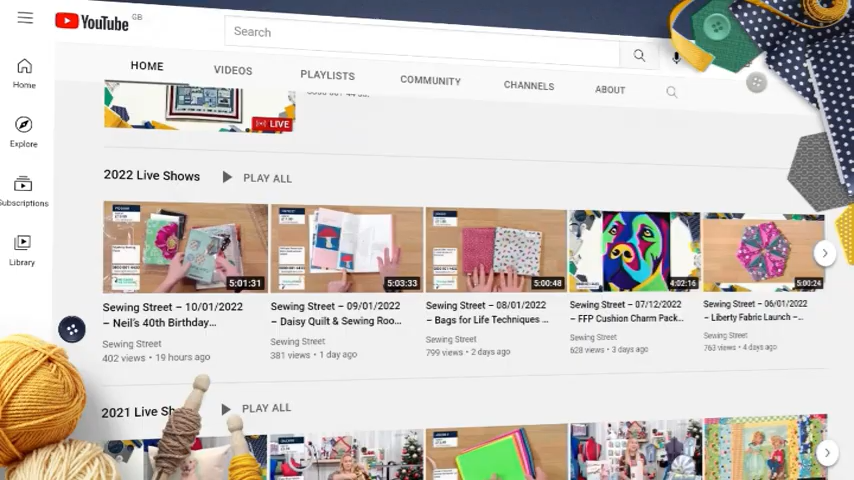 YouTube GB
Search
Home
Explore
Subscriptions
Library
HOME
VIDEOS
PLAYLISTS
COMMUNITY
CHANNELS
ABOUT
LIVE
2022 Live Shows
PLAY ALL
5:01:31
5:03:33
5:00:48
4:02:16
5:00:24
Sewing Street – 10/01/2022
– Neil's 40th Birthday...
Sewing Street
402 views • 19 hours ago
Sewing Street – 09/01/2022
– Daisy Quilt & Sewing Roo...
Sewing Street
381 views • 1 day ago
Sewing Street – 08/01/2022
– Bags for Life Techniques ...
Sewing Street
799 views • 2 days ago
Sewing Street – 07/12/2022
– FFP Cushion Charm Pack...
Sewing Street
628 views • 3 days ago
Sewing Street – 06/01/2022
– Liberty Fabric Launch –...
Sewing Street
763 views • 4 days ago
2021 Live Sh
PLAY ALL